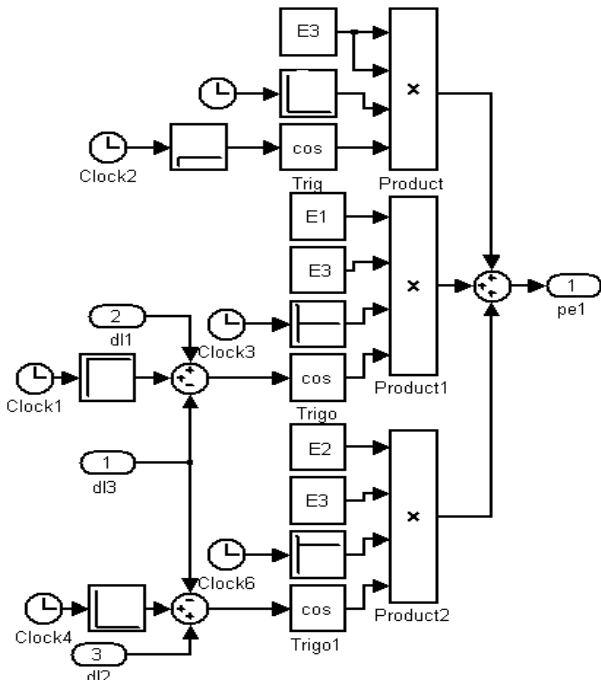 E3
×
cos
Clock2
Trig
Product
E1
E3
1
pe1
×
2
dl1
Clock3
cos
Clock1
Trigo
Product1
E2
1
dl3
E3
×
Clock6
cos
Clock4
Trigo1
Product2
3
dl2